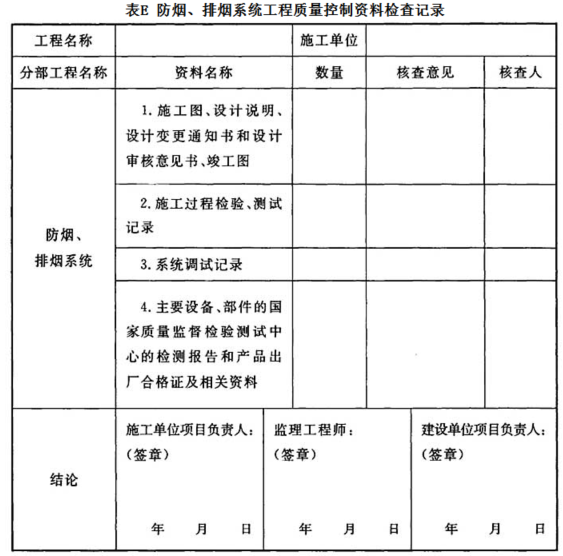 表E 防烟、排烟系统工程质量控制资料检查记录
工程名称 施工单位
分部工程名称 资料名称 数量 核查意见 核查人
防烟、
排烟系统
1.施工图、设计说明、
设计变更通知书和设计
审核意见书、竣工图
2.施工过程检验、测试
记录
3.系统调试记录
4.主要设备、部件的国
家质量监督检验测试中
心的检测报告和产品出
厂合格证及相关资料
结论
施工单位项目负责人:
(签章)
年 月 日
监理工程师:
(签章)
年 月 日
建设单位项目负责人:
(签章)
年 月 日